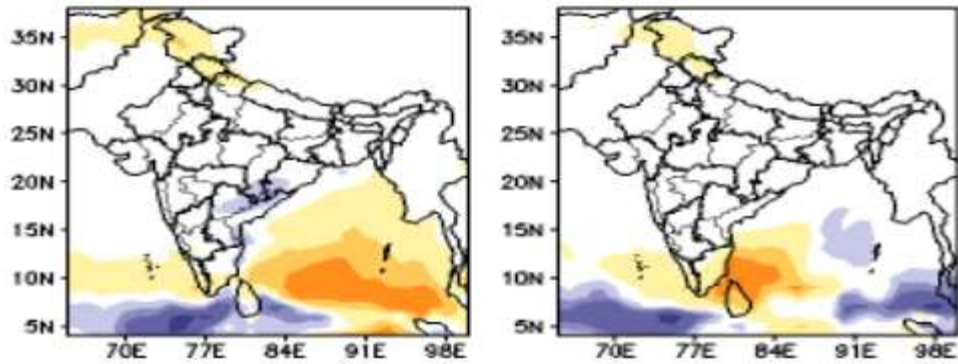 35N 35N
30N 30N
25N 25N
20N 20N
15N 15N
10N 10N
5N 5N
70E 77E 84E 91E 98E 70E 77E 84E 91E 98E